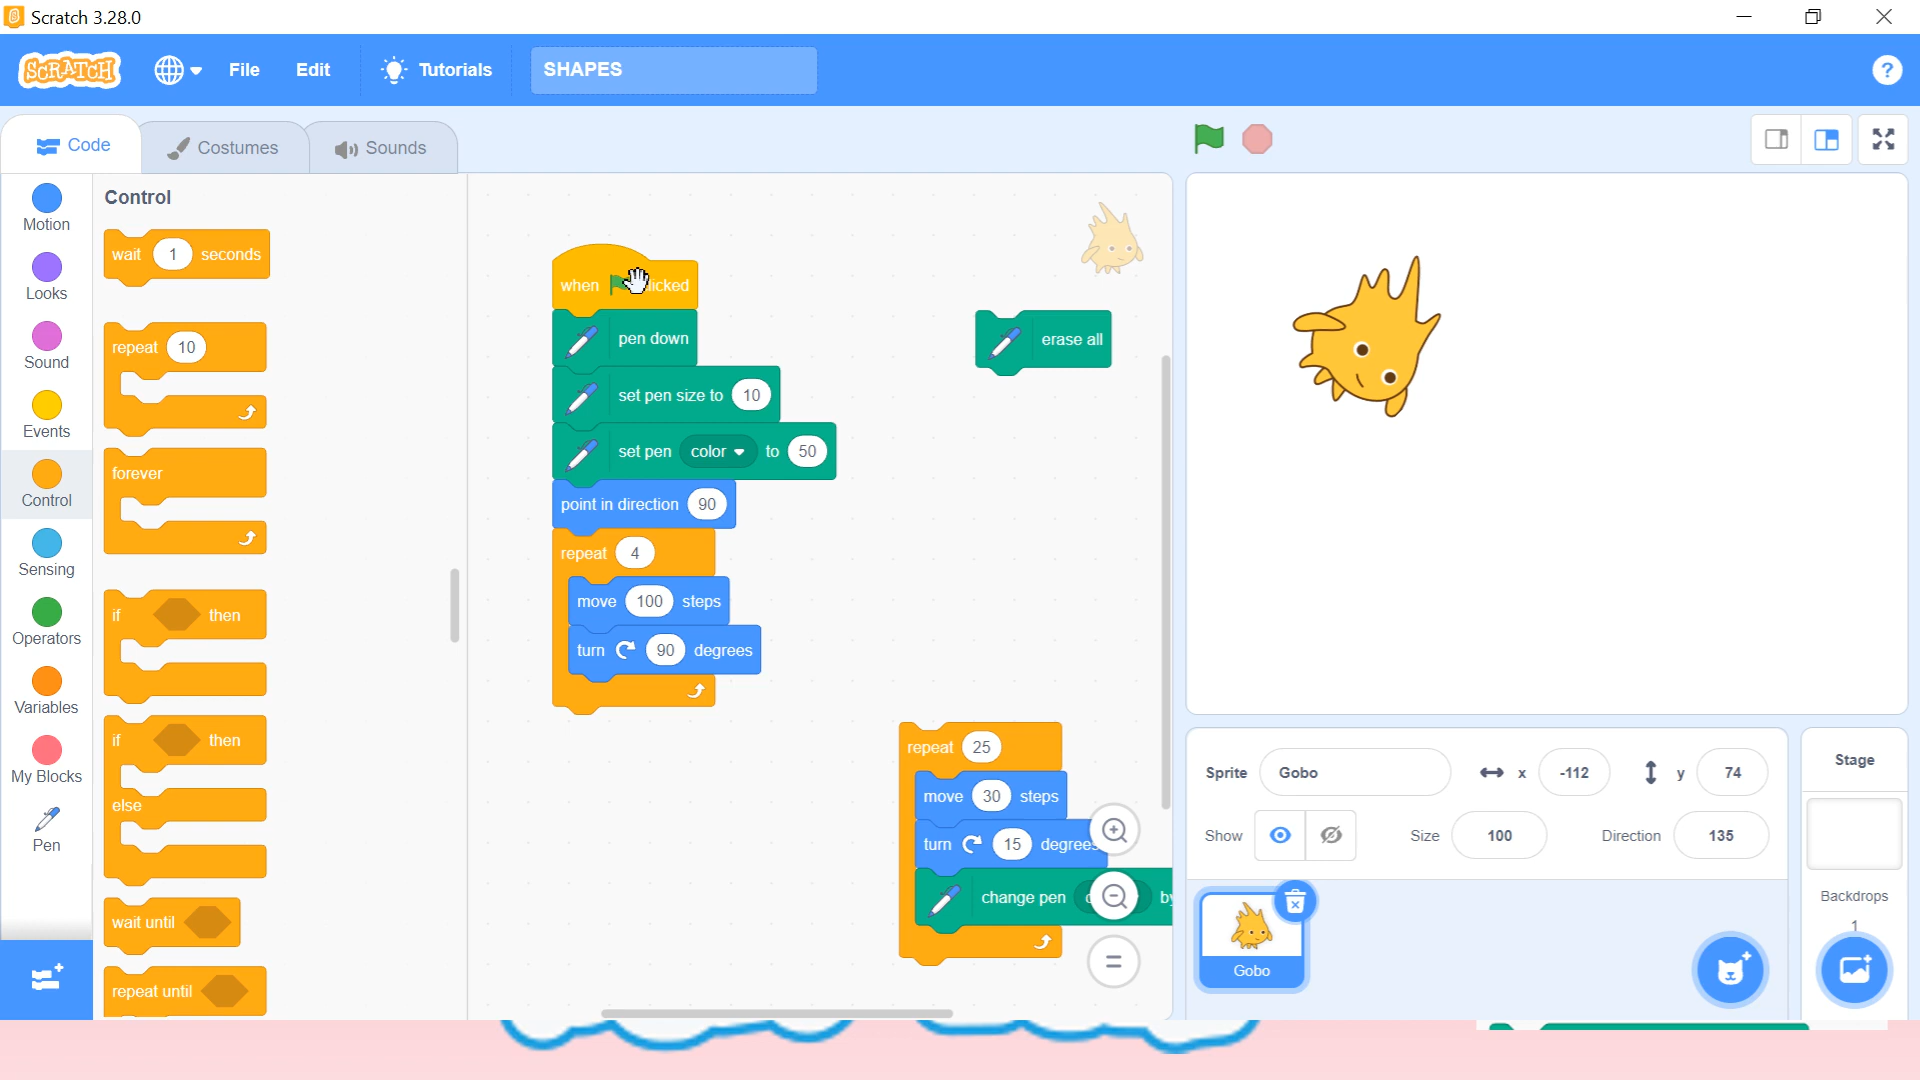 Scratch 3.28.0
SCRATCH File Edit Tutorials SHAPES ?
Code Costumes Sounds
Motion
Looks
Sound
Events
Control
Sensing
Operators
Variables
My Blocks
Pen
Control
wait 1 seconds
repeat 10
forever
if then
if then
else
wait until
repeat until
when
pen down
set pen size to 10
set pen color to 50
point in direction 90
repeat 4
move 100 steps
turn 90 degrees
erase all
repeat 25
move 30 steps
turn 15 degrees
change pen
Sprite Gobo x -112 y 74
Show Size 100 Direction 135
Gobo
Stage
Backdrops
1